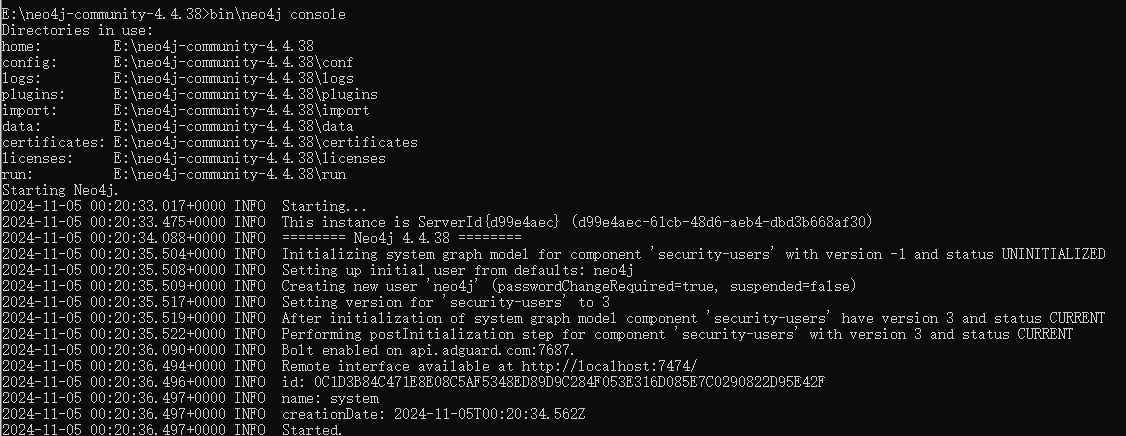 E:\neo4j-community-4.4.38>bin\neo4j console
Directories in use:
home:         E:\neo4j-community-4.4.38
config:       E:\neo4j-community-4.4.38\conf
logs:         E:\neo4j-community-4.4.38\logs
plugins:      E:\neo4j-community-4.4.38\plugins
import:       E:\neo4j-community-4.4.38\import
data:         E:\neo4j-community-4.4.38\data
certificates: E:\neo4j-community-4.4.38\certificates
licenses:     E:\neo4j-community-4.4.38\licenses
run:          E:\neo4j-community-4.4.38\run
Starting Neo4j.
2024-11-05 00:20:33.017+0000 INFO  Starting...
2024-11-05 00:20:33.475+0000 INFO  This instance is ServerId{d99e4aec} (d99e4aec-61cb-48d6-aeb4-dbd3b668af30)
2024-11-05 00:20:34.088+0000 INFO  ======== Neo4j 4.4.38 ========
2024-11-05 00:20:35.504+0000 INFO  Initializing system graph model for component 'security-users' with version -1 and status UNINITIALIZED
2024-11-05 00:20:35.508+0000 INFO  Setting up initial user from defaults: neo4j
2024-11-05 00:20:35.509+0000 INFO  Creating new user 'neo4j' (passwordChangeRequired=true, suspended=false)
2024-11-05 00:20:35.517+0000 INFO  Setting version for 'security-users' to 3
2024-11-05 00:20:35.519+0000 INFO  After initialization of system graph model component 'security-users' have version 3 and status CURRENT
2024-11-05 00:20:35.522+0000 INFO  Performing postInitialization step for component 'security-users' with version 3 and status CURRENT
2024-11-05 00:20:36.090+0000 INFO  Bolt enabled on api.adguard.com:7687.
2024-11-05 00:20:36.494+0000 INFO  Remote interface available at http://localhost:7474/
2024-11-05 00:20:36.496+0000 INFO  id: 0C1D3B84C471E8E08C5AF5348ED89D9C284F053E316D085E7C0290822D95E42F
2024-11-05 00:20:36.497+0000 INFO  name: system
2024-11-05 00:20:36.497+0000 INFO  creationDate: 2024-11-05T00:20:34.562Z
2024-11-05 00:20:36.497+0000 INFO  Started.